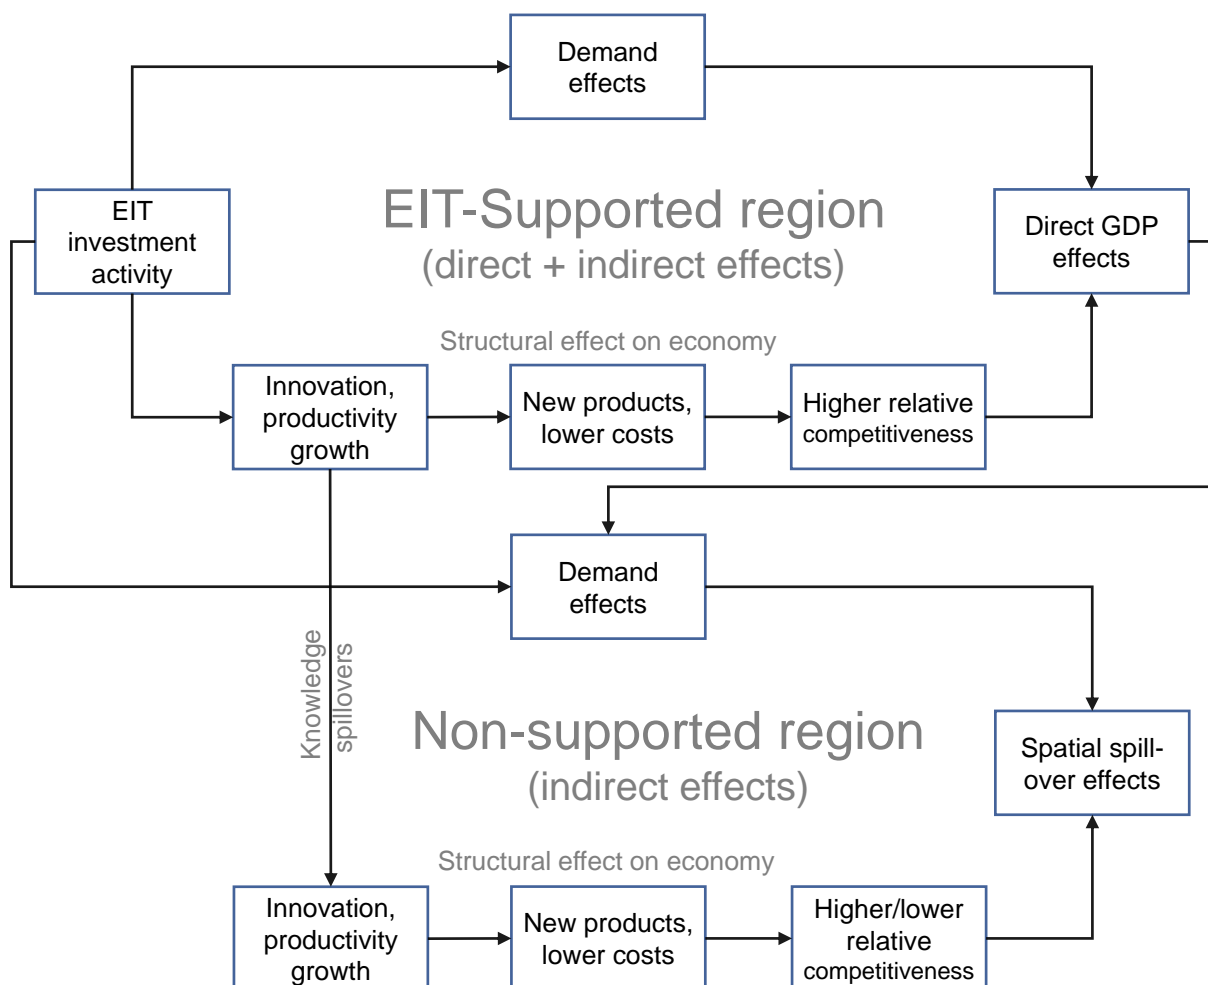 Demand
effects
EIT
investment
activity
EIT-Supported region
(direct + indirect effects)
Direct GDP
effects
Structural effect on economy
Innovation,
productivity
growth
New products,
lower costs
Higher relative
competitiveness
Demand
effects
Knowledge
spillovers
Non-supported region
(indirect effects)
Spatial spill-
over effects
Structural effect on economy
Innovation,
productivity
growth
New products,
lower costs
Higher/lower
relative
competitiveness